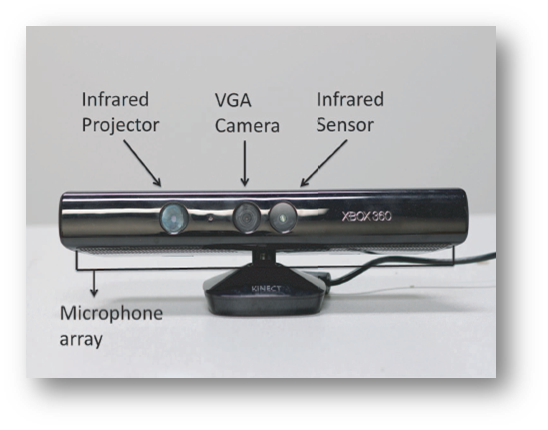 Infrared
Projector
VGA
Camera
Infrared
Sensor
XBOX 360
KINECT
Microphone
array